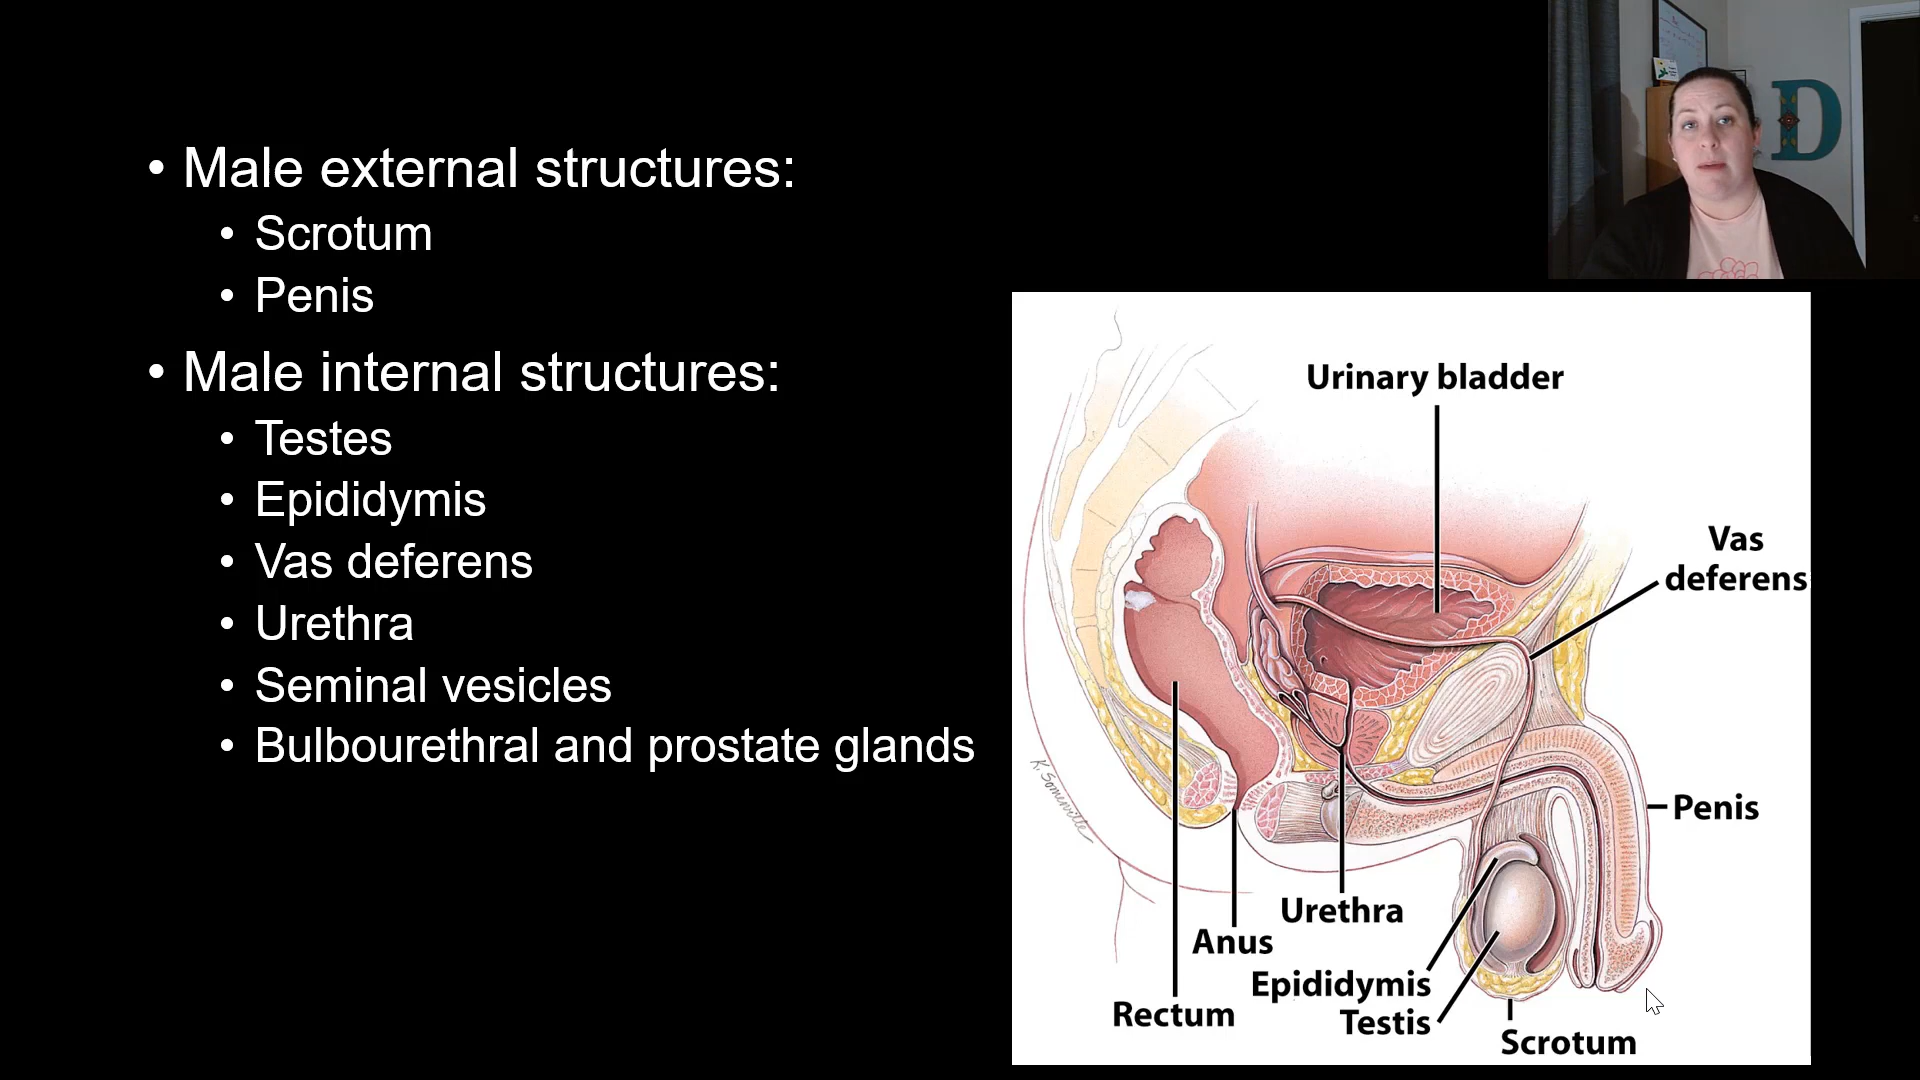 • Male external structures:
• Scrotum
• Penis
• Male internal structures:
• Testes
• Epididymis
• Vas deferens
• Urethra
• Seminal vesicles
• Bulbourethral and prostate glands
D
Urinary bladder
Vas
deferens
Penis
Urethra
Anus
Epididymis
Rectum
Testis
Scrotum
K. Somerville